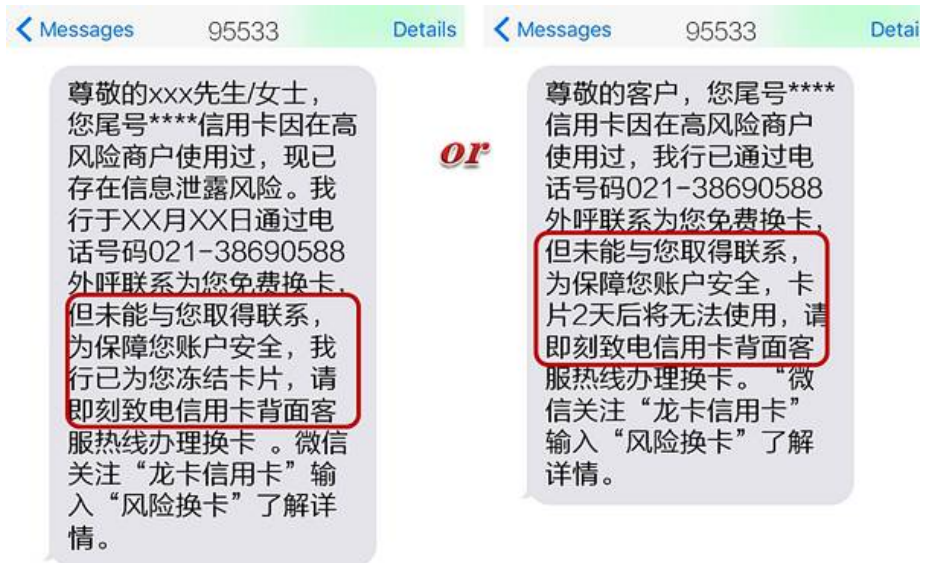 Messages
95533
Details
尊敬的xxx先生/女士，
您尾号****信用卡因在高
风险商户使用过，现已
存在信息泄露风险。我
行于XX月XX日通过电
话号码021-38690588
外呼联系为您免费换卡，
但未能与您取得联系，
为保障您账户安全，我
行已为您冻结卡片，请
即刻致电信用卡背面客
服热线办理换卡 。微信
关注“龙卡信用卡”输
入“风险换卡”了解详
情。
or
Messages
95533
Detai
尊敬的客户，您尾号****
信用卡因在高风险商户
使用过，我行已通过电
话号码021-38690588
外呼联系为您免费换卡，
但未能与您取得联系，
为保障您账户安全，卡
片2天后将无法使用，请
即刻致电信用卡背面客
服热线办理换卡。“微
信关注“龙卡信用卡”
输入“风险换卡”了解
详情。